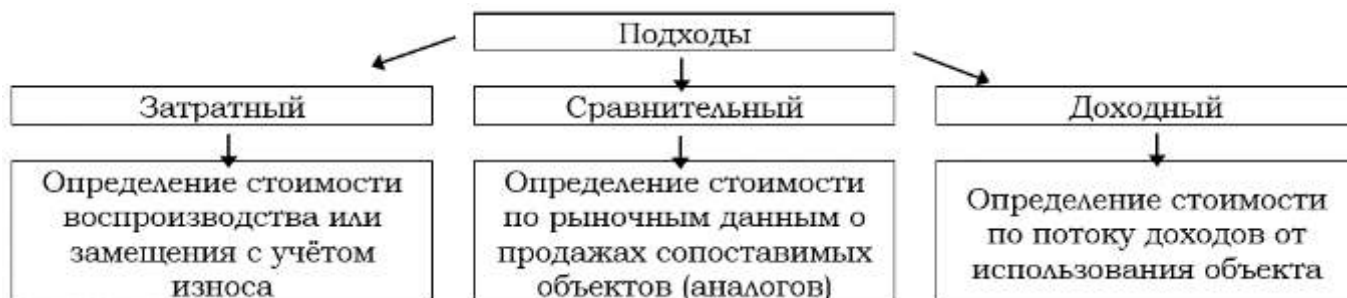 Подходы
Затратный
Сравнительный
Доходный
Определение стоимости
воспроизводства или
замещения с учётом
износа
Определение стоимости
по рыночным данным о
продажах сопоставимых
объектов (аналогов)
Определение стоимости
по потоку доходов от
использования объекта